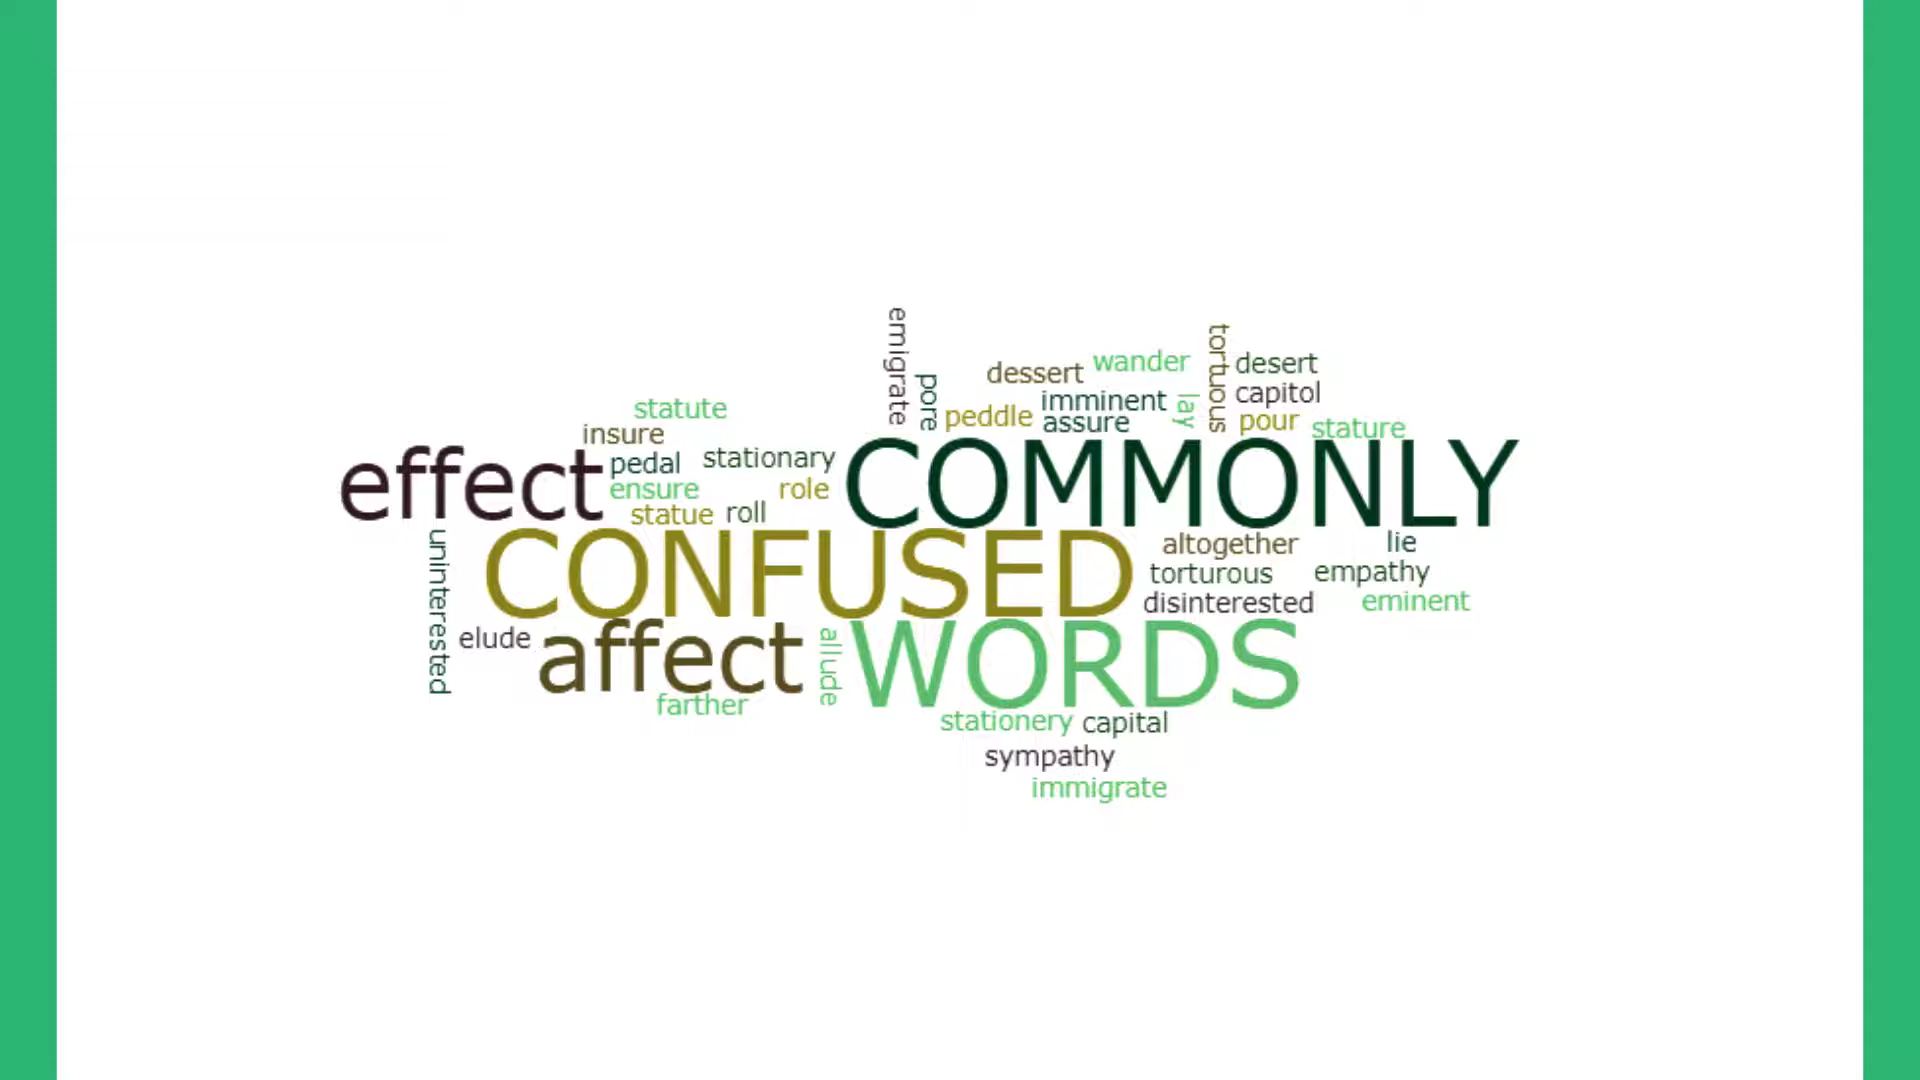 emigrate
pore
dessert
wander
tortuous
desert
imminent
lay
capitol
peddle
assure
pour
stature
statute
insure
effect
pedal
stationary
ensure
role
statue
roll
COMMONLY
uninterested
CONFUSED
altogether
lie
torturous
empathy
disinterested
eminent
elude
affect
allude
WORDS
farther
stationery
capital
sympathy
immigrate